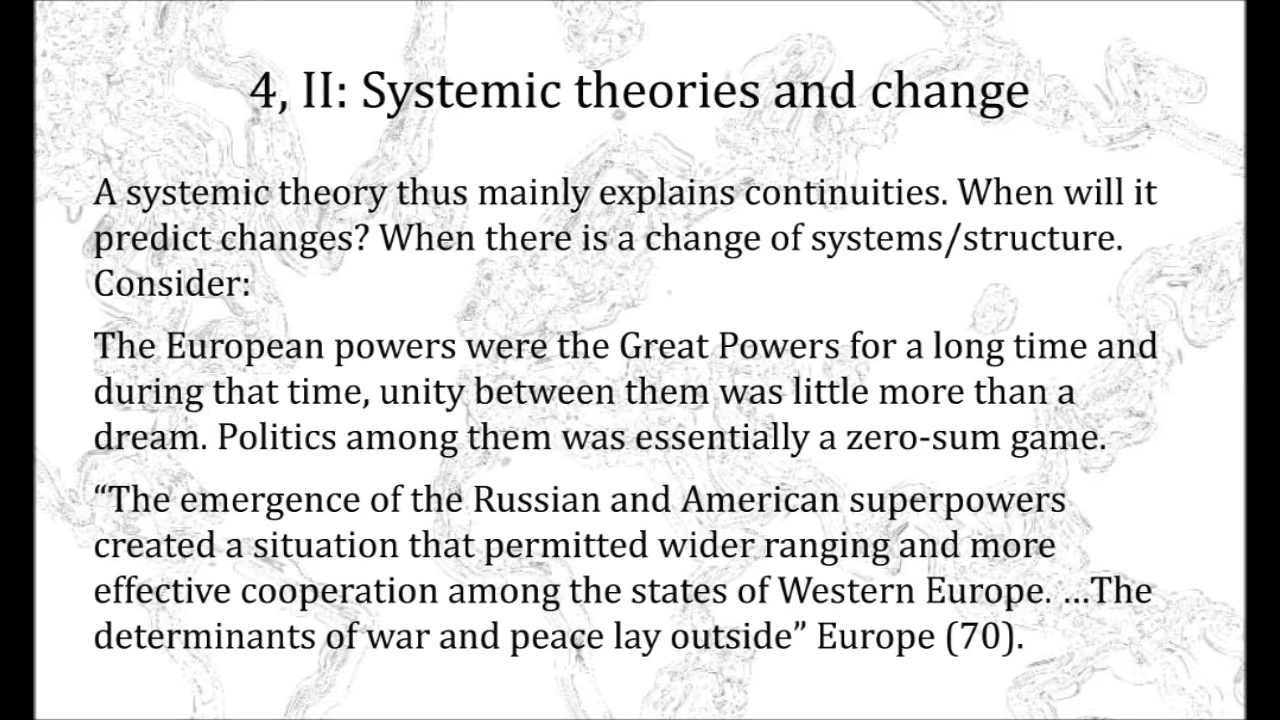 4, II: Systemic theories and change
A systemic theory thus mainly explains continuities. When will it
predict changes? When there is a change of systems/structure.
Consider:
The European powers were the Great Powers for a long time and
during that time, unity between them was little more than a
dream. Politics among them was essentially a zero-sum game.
“The emergence of the Russian and American superpowers
created a situation that permitted wider ranging and more
effective cooperation among the states of Western Europe. …The
determinants of war and peace lay outside” Europe (70).